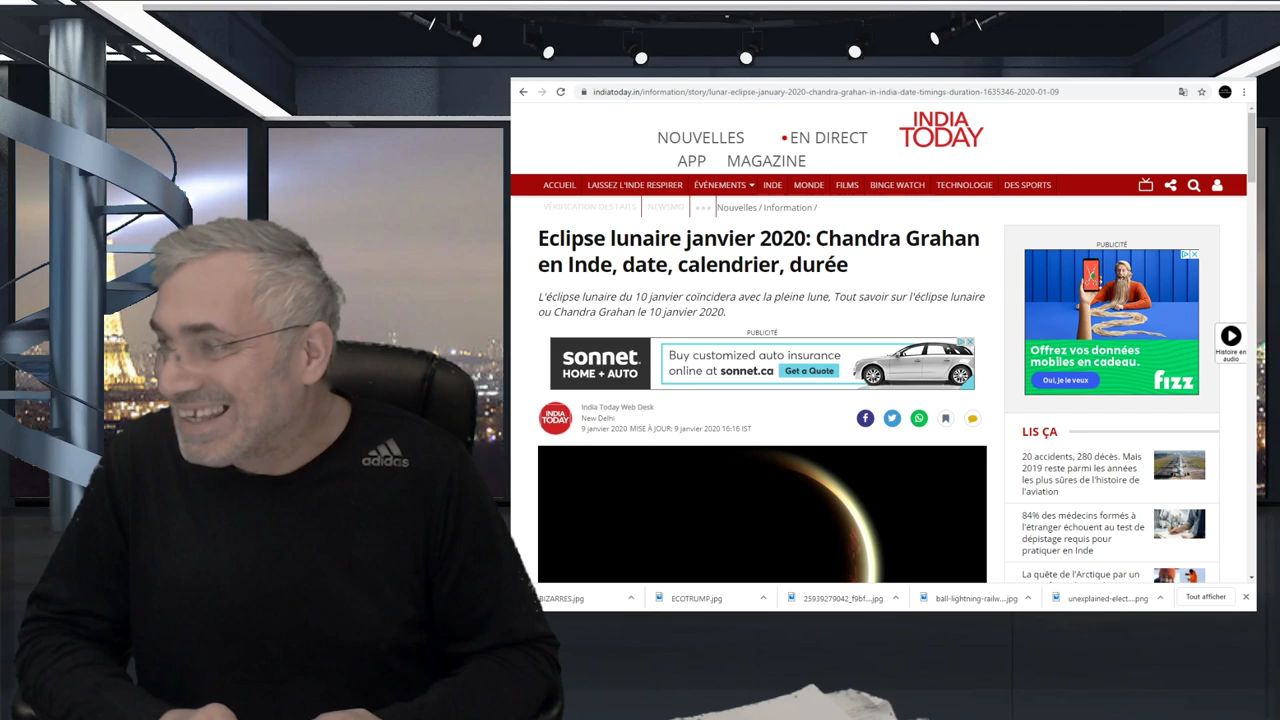 indiatoday.in/information/story/lunar-eclipse-january-2020-chandra-grahan-in-india-date-timings-duration-1635346-2020-01-09
NOUVELLES
EN DIRECT
APP
MAGAZINE
INDIA
TODAY
ACCUEIL
LAISSEZ L'INDE RESPIRER
ÉVÉNEMENTS
INDE
MONDE
FILMS
BINGE WATCH
TECHNOLOGIE
DES SPORTS
VÉRIFICATION DES FAITS
NEWSMO
Nouvelles / Information /
Eclipse lunaire janvier 2020: Chandra Grahan
en Inde, date, calendrier, durée
L'éclipse lunaire du 10 janvier coïncidera avec la pleine lune, Tout savoir sur l'éclipse lunaire
ou Chandra Grahan le 10 janvier 2020.
PUBLICITÉ
sonnet
HOME + AUTO
Buy customized auto insurance
online at sonnet.ca
Get a Quote
INDIA
TODAY
India Today Web Desk
New Delhi
9 janvier 2020 MISE À JOUR: 9 janvier 2020 16:16 IST
PUBLICITÉ
Offrez vos données
mobiles en cadeau.
Oui, je le veux
fizz
Histoire en
audio
LIS ÇA
20 accidents, 280 décès. Mais
2019 reste parmi les années
les plus sûres de l'histoire de
l'aviation
84% des médecins formés à
l'étranger échouent au test de
dépistage requis pour
pratiquer en Inde
La quête de l'Arctique par un
adidas
BIZARRES.jpg
ECOTRUMP.jpg
25939279042_f9bf....jpg
ball-lightning-railw....jpg
unexplained-elect....png
Tout afficher